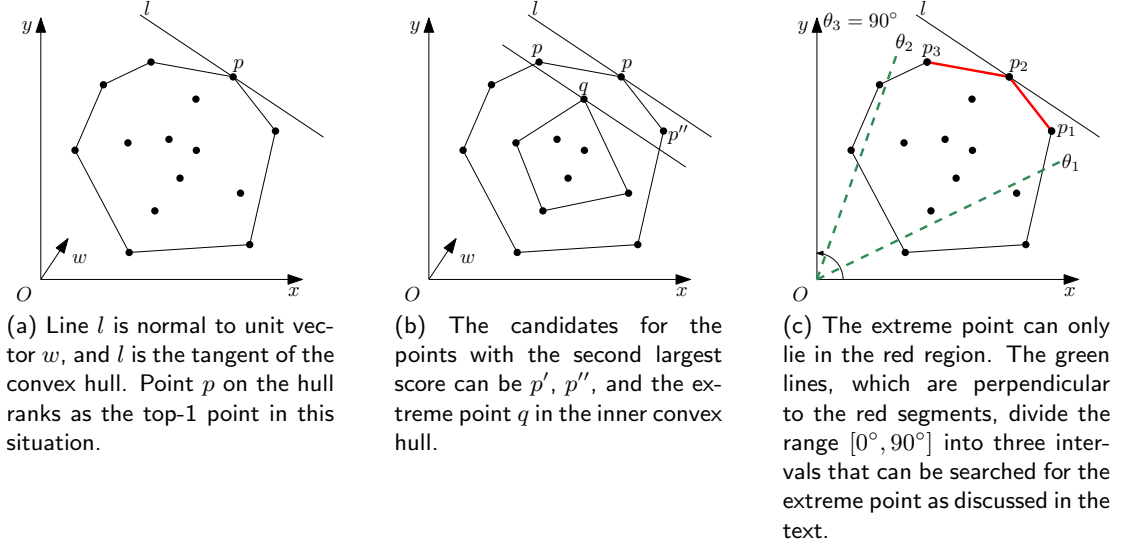 y
l
p
w
O
x
(a) Line l is normal to unit vec-
tor w, and l is the tangent of the
convex hull. Point p on the hull
ranks as the top-1 point in this
situation.
y
l
p
p
q
p″
w
O
x
(b) The candidates for the
points with the second largest
score can be p′, p″, and the ex-
treme point q in the inner convex
hull.
y
θ₃ = 90°
l
θ₂
p₃
p₂
p₁
θ₁
O
x
(c) The extreme point can only
lie in the red region. The green
lines, which are perpendicular
to the red segments, divide the
range [0°, 90°] into three inter-
vals that can be searched for the
extreme point as discussed in the
text.